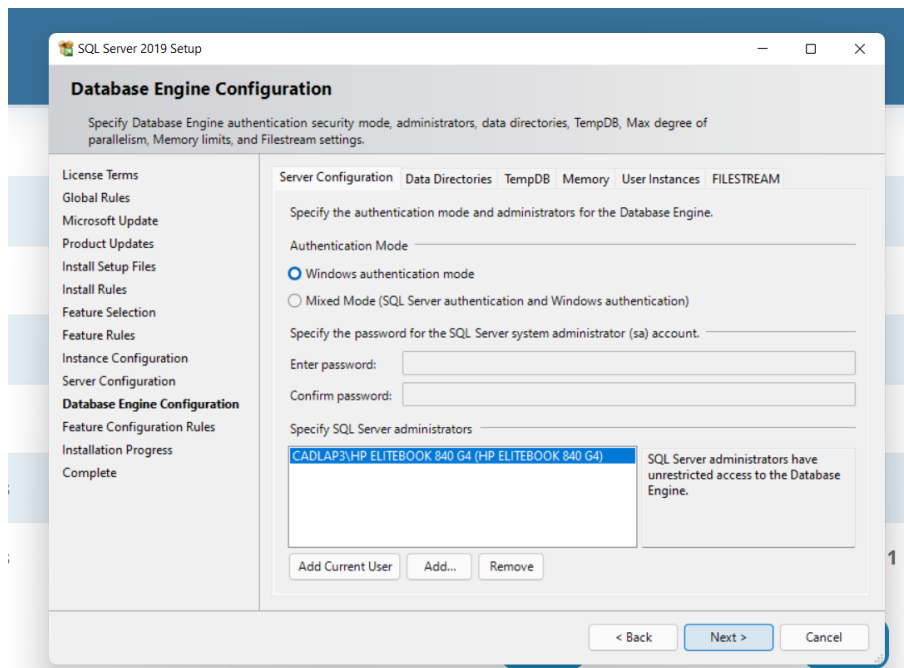 SQL Server 2019 Setup
Database Engine Configuration
Specify Database Engine authentication security mode, administrators, data directories, TempDB, Max degree of
parallelism, Memory limits, and Filestream settings.
License Terms
Global Rules
Microsoft Update
Product Updates
Install Setup Files
Install Rules
Feature Selection
Feature Rules
Instance Configuration
Server Configuration
Database Engine Configuration
Feature Configuration Rules
Installation Progress
Complete
Server Configuration Data Directories TempDB Memory User Instances FILESTREAM
Specify the authentication mode and administrators for the Database Engine.
Authentication Mode
Windows authentication mode
Mixed Mode (SQL Server authentication and Windows authentication)
Specify the password for the SQL Server system administrator (sa) account.
Enter password:
Confirm password:
Specify SQL Server administrators
CADLAP3\HP ELITEBOOK 840 G4 (HP ELITEBOOK 840 G4)
SQL Server administrators have
unrestricted access to the Database
Engine.
Add Current User Add... Remove
1
< Back Next > Cancel